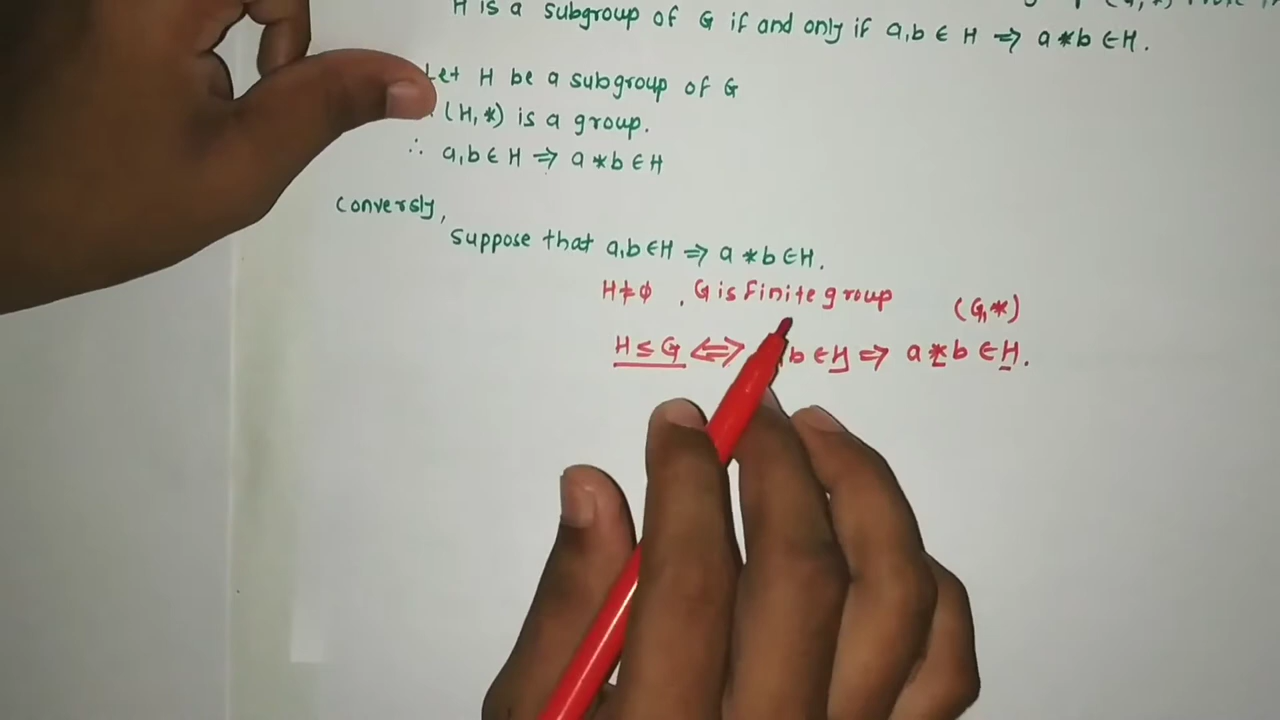 H is a subgroup of G if and only if a,b ∈ H ⇒ a * b ∈ H.
Let H be a subgroup of G
(H, *) is a group.
∴ a,b ∈ H ⇒ a * b ∈ H
Conversly,
Suppose that a,b ∈ H ⇒ a * b ∈ H.
H ≠ ϕ , G is finite group (G, *)
H ≤ G ⇔ b ∈ H ⇒ a * b ∈ H.